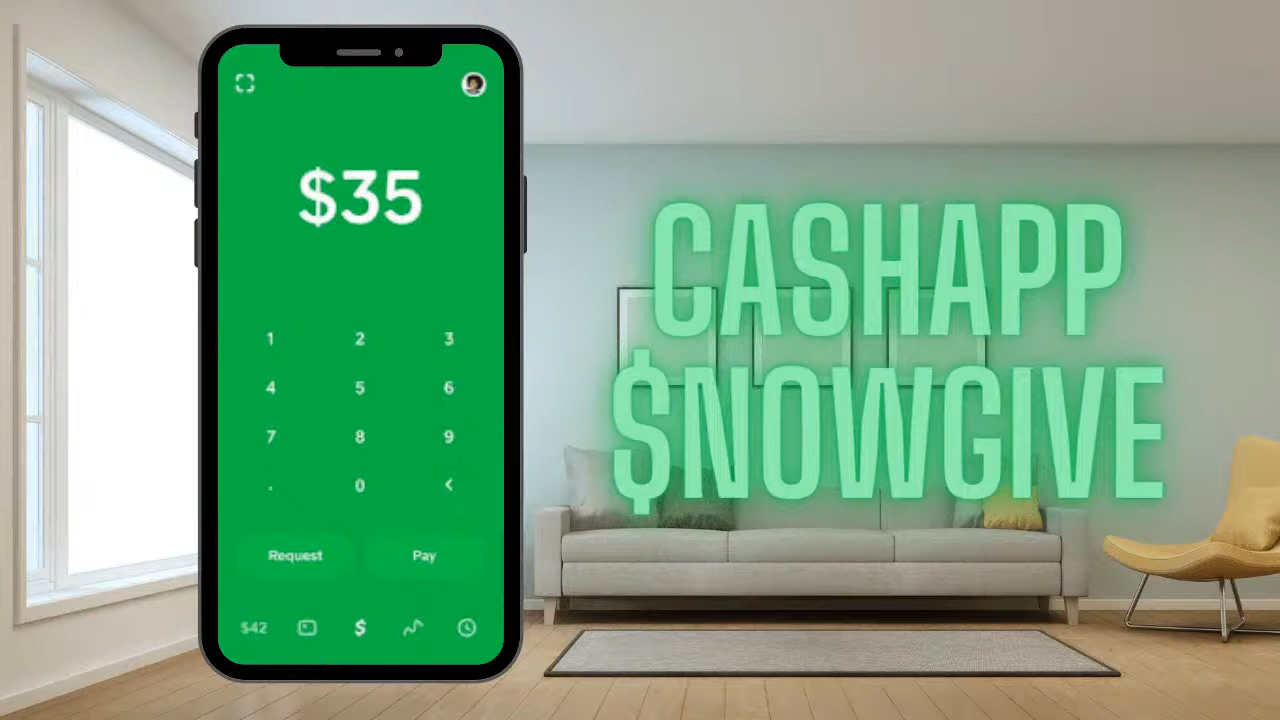 $35
1 2 3
4 5 6
7 8 9
. 0 <
Request Pay
$42 $
CASHAPP
$NOWGIVE